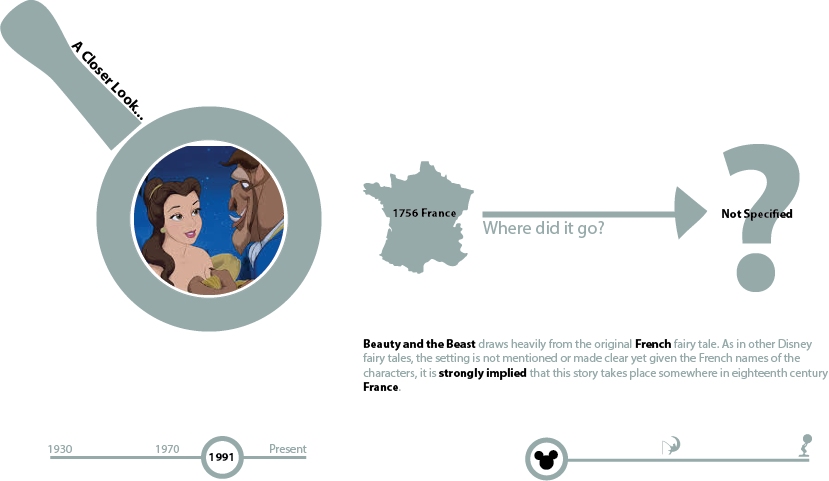 A Closer Look...
1756 France
Where did it go?
Not Specified
Beauty and the Beast draws heavily from the original French fairy tale. As in other Disney
fairy tales, the setting is not mentioned or made clear yet given the French names of the
characters, it is strongly implied that this story takes place somewhere in eighteenth century
France.
1930
1970
1991
Present